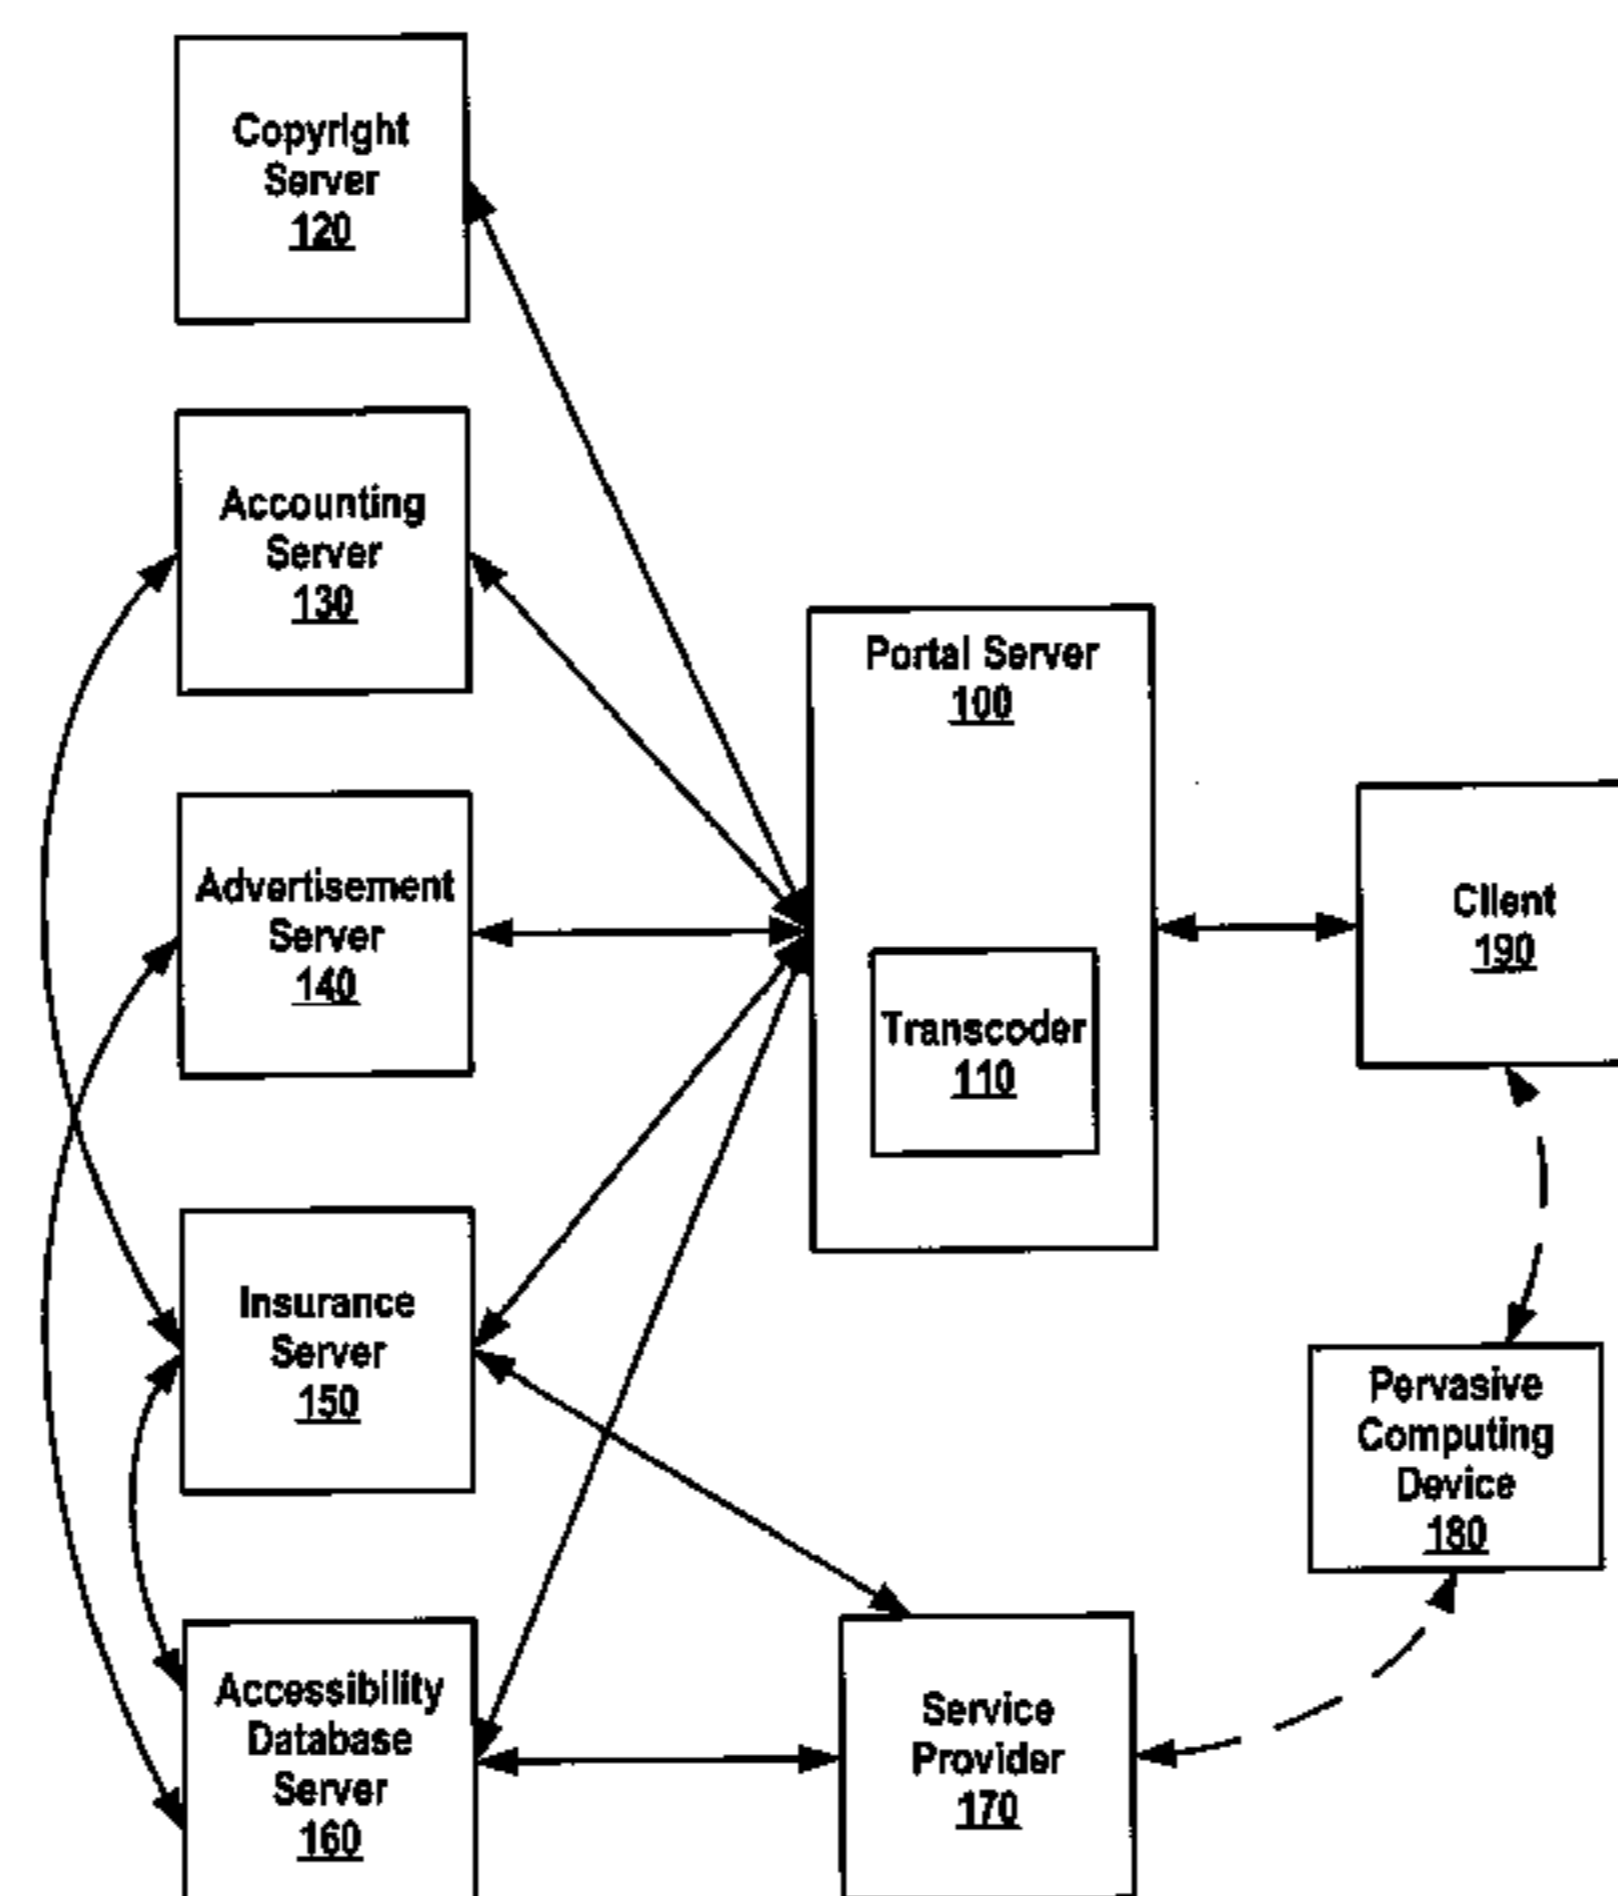 Copyright
Server
120
Accounting
Server
130
Portal Server
100
Advertisement
Server
140
Client
190
Transcoder
110
Insurance
Server
150
Pervasive
Computing
Device
180
Accessibility
Database
Server
160
Service
Provider
170